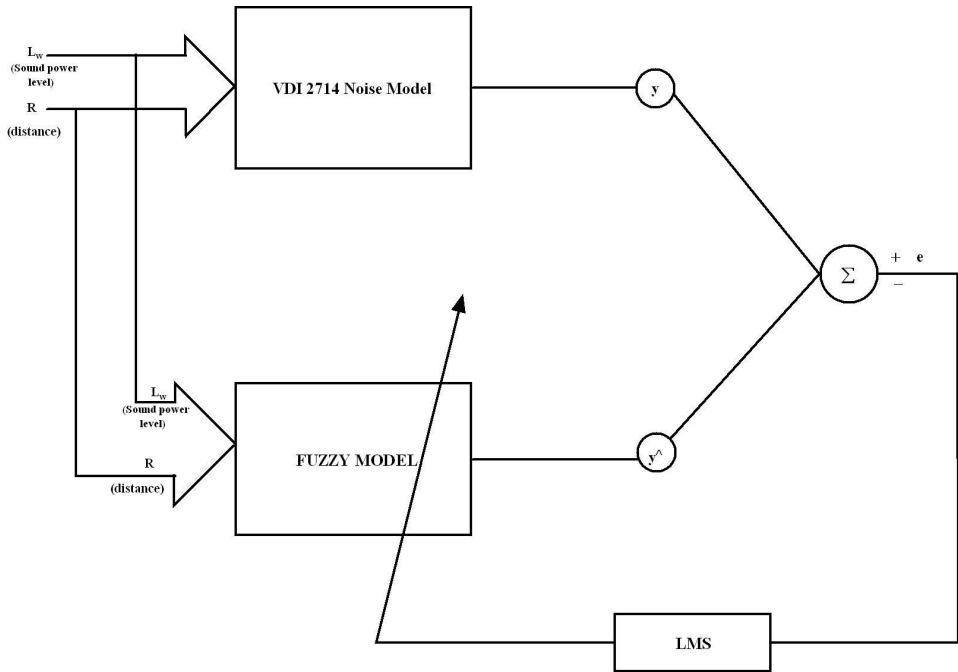 Lw
(Sound power
level)
R
(distance)
VDI 2714 Noise Model
y
Σ
+ e
−
Lw
(Sound power
level)
R
(distance)
FUZZY MODEL
y^
LMS